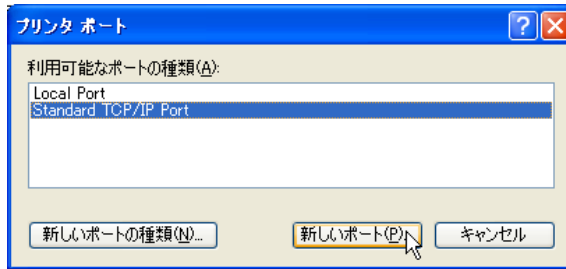 プリンタ ポート
利用可能なポートの種類(A):
Local Port
Standard TCP/IP Port
新しいポートの種類(N)...
新しいポート(P)
キャンセル